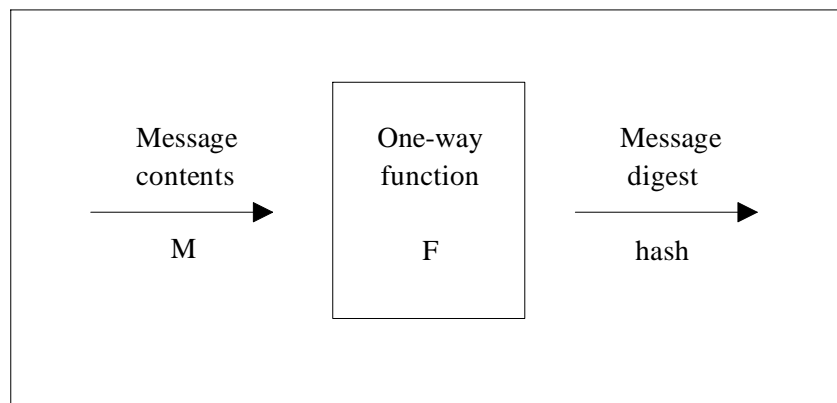 Message
contents
M
One-way
function
F
Message
digest
hash